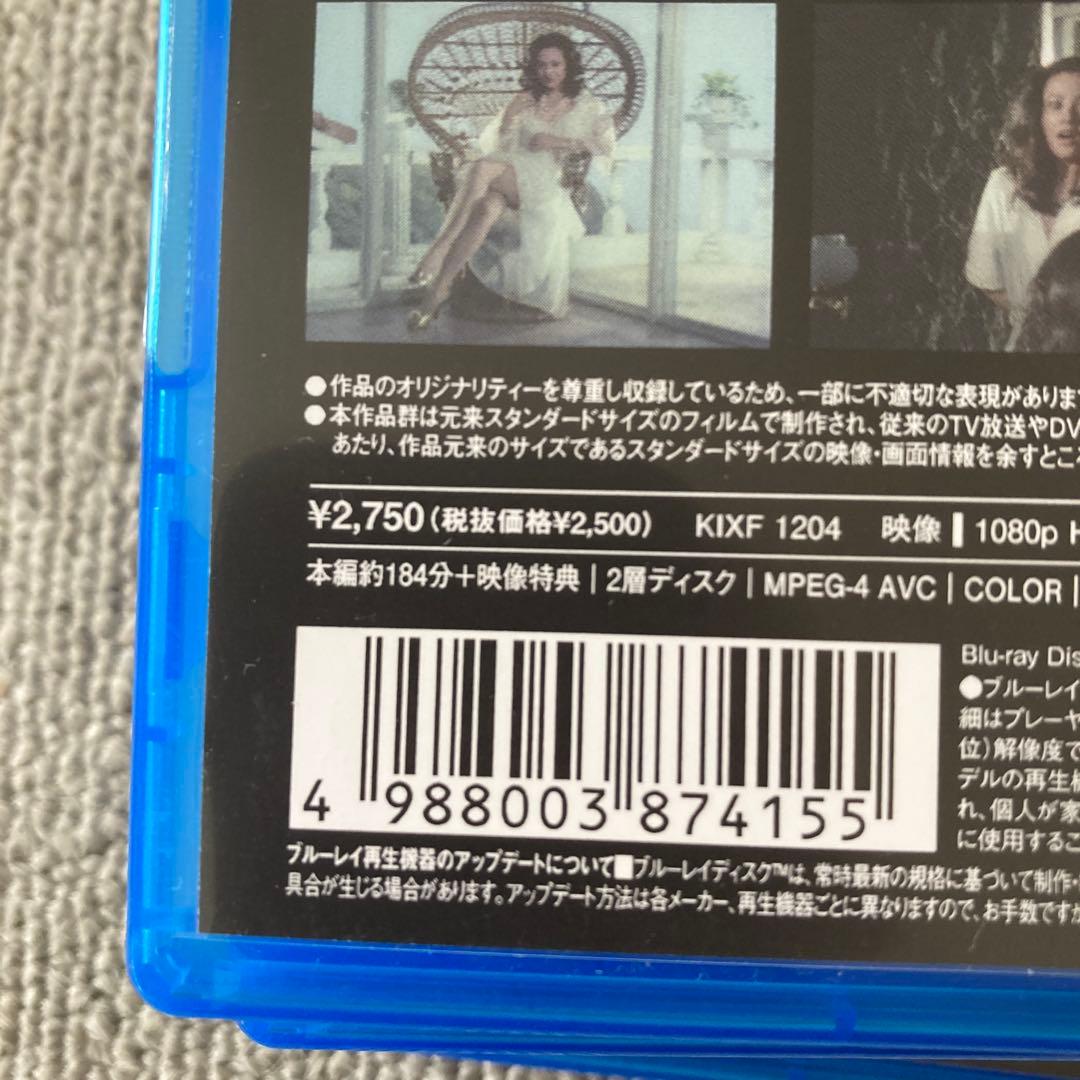 ●作品のオリジナリティーを尊重し収録しているため、一部に不適切な表現がありま
●本作品群は元来スタンダードサイズのフィルムで制作され、従来のTV放送やDV
あたり、作品元来のサイズであるスタンダードサイズの映像・画面情報を余すとこ
¥2,750(税抜価格¥2,500) KIXF 1204 映像 1080p H
本編約184分+映像特典|2層ディスク|MPEG-4 AVC|COLOR|
4 988003 874155
Blu-ray Dis
●ブルーレイ
細はプレーヤ
位)解像度で
デルの再生機
れ、個人が家
に使用するこ
ブルーレイ再生機器のアップデートについて■ブルーレイディスク™は、常時最新の規格に基づいて制作・
具合が生じる場合があります。アップデート方法は各メーカー、再生機器ごとに異なりますので、お手数ですが